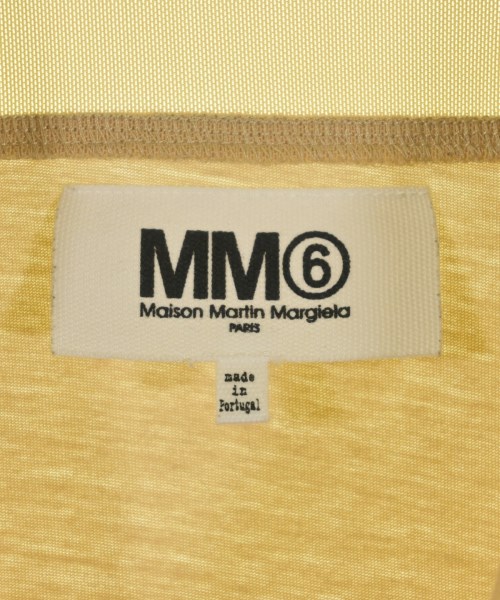 MM⑥
Maison Martin Margiela
PARIS
made
in
Portugal